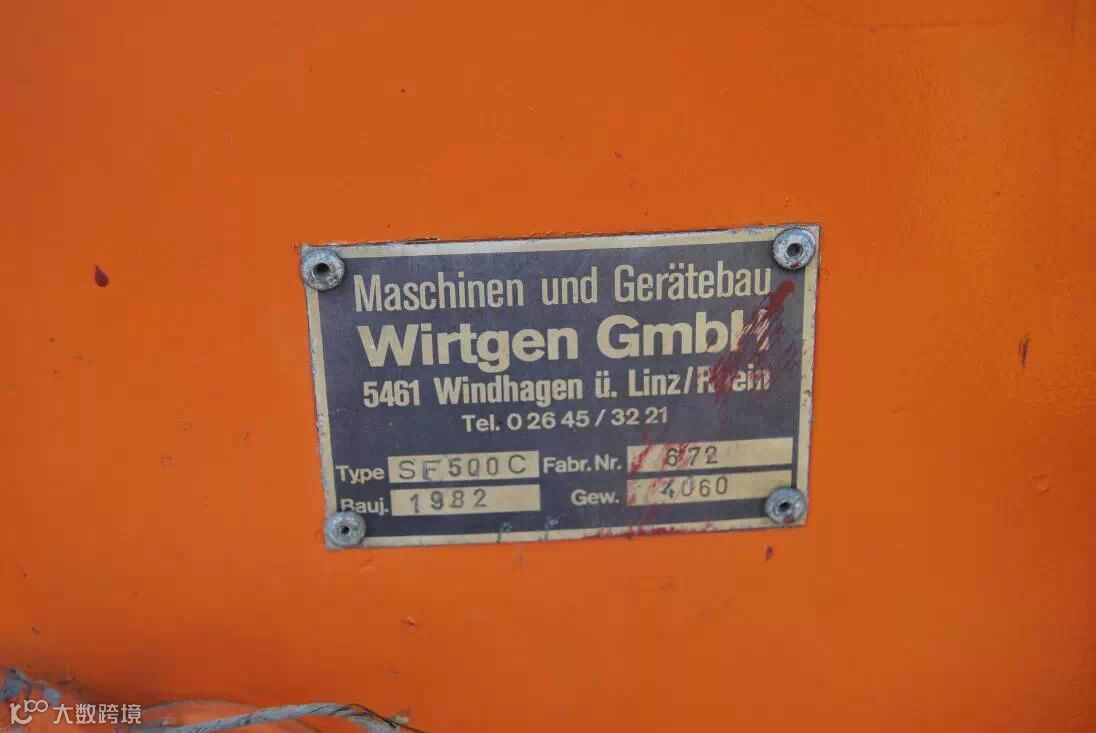 Maschinen und Gerätebau
Wirtgen GmbH
5461 Windhagen ü. Linz/Rhein
Tel. 0 26 45 / 32 21
Type SF500C Fabr. Nr. 672
Bauj. 1982 Gew. 4060
大数跨境